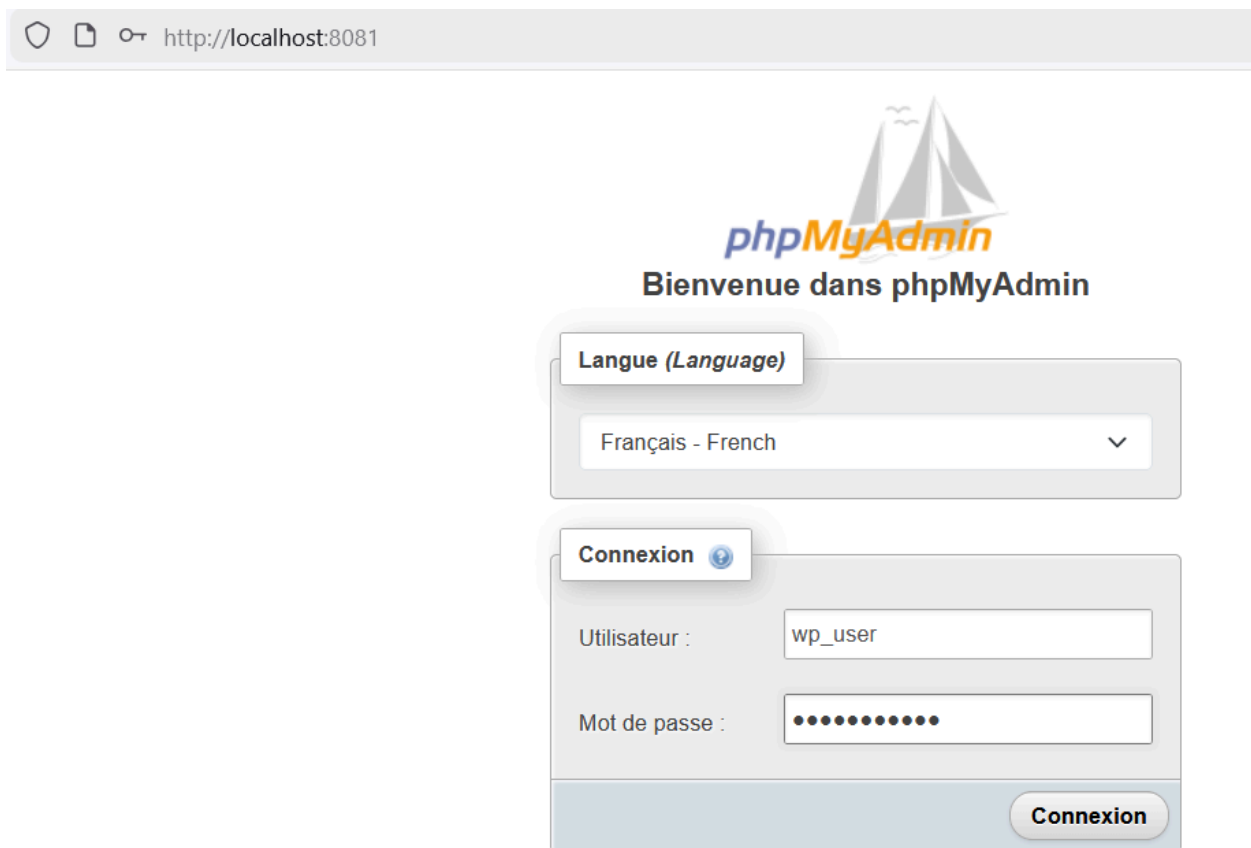 http://localhost:8081
phpMyAdmin
Bienvenue dans phpMyAdmin
Langue (Language)
Français - French
Connexion
Utilisateur :
wp_user
Mot de passe :
•••••••••••
Connexion